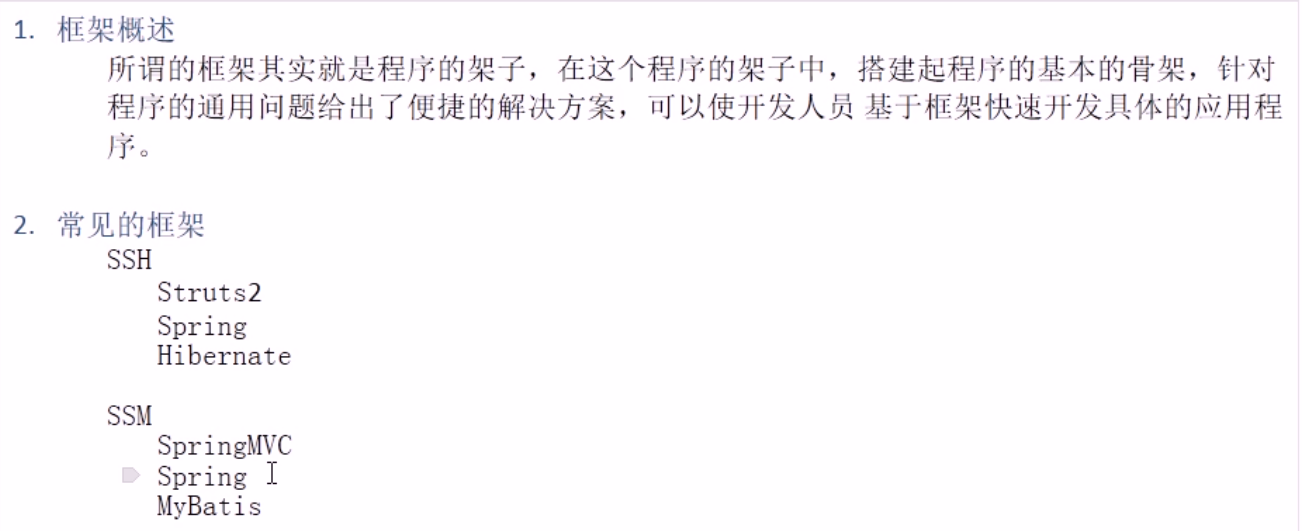 1. 框架概述
所谓的框架其实就是程序的架子，在这个程序的架子中，搭建起程序的基本的骨架，针对
程序的通用问题给出了便捷的解决方案，可以使开发人员 基于框架快速开发具体的应用程
序。
2. 常见的框架
SSH
Struts2
Spring
Hibernate
SSM
SpringMVC
Spring
MyBatis